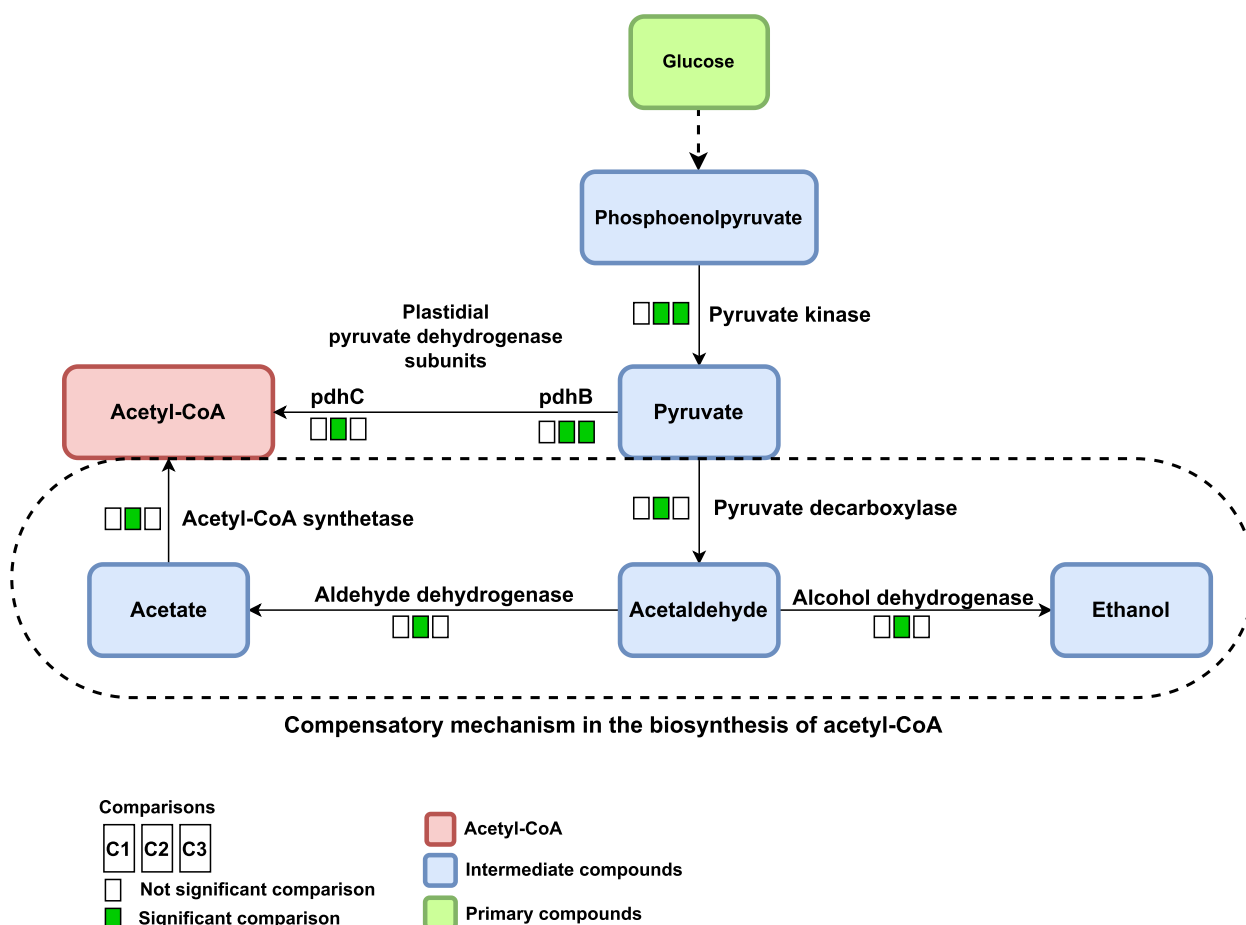 Glucose
Phosphoenolpyruvate
Pyruvate kinase
Plastidial
pyruvate dehydrogenase
subunits
pdhC
pdhB
Acetyl-CoA
Pyruvate
Acetyl-CoA synthetase
Pyruvate decarboxylase
Acetate
Aldehyde dehydrogenase
Acetaldehyde
Alcohol dehydrogenase
Ethanol
Compensatory mechanism in the biosynthesis of acetyl-CoA
Comparisons
C1 C2 C3
Not significant comparison
Significant comparison
Acetyl-CoA
Intermediate compounds
Primary compounds